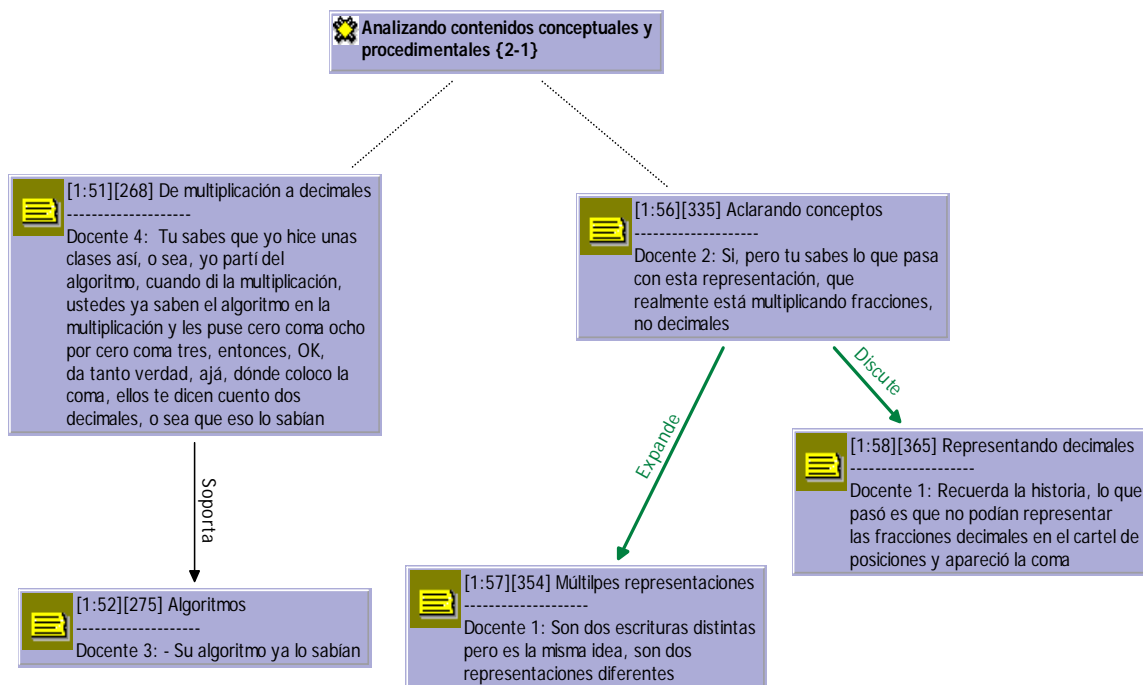 Analizando contenidos conceptuales y
procedimentales {2-1}
[1:51][268] De multiplicación a decimales
--------------------
Docente 4: Tu sabes que yo hice unas
clases así, o sea, yo partí del
algoritmo, cuando di la multiplicación,
ustedes ya saben el algoritmo en la
multiplicación y les puse cero coma ocho
por cero coma tres, entonces, OK,
da tanto verdad, ajá, dónde coloco la
coma, ellos te dicen cuento dos
decimales, o sea que eso lo sabían
[1:56][335] Aclarando conceptos
--------------------
Docente 2: Si, pero tu sabes lo que pasa
con esta representación, que
realmente está multiplicando fracciones,
no decimales
Soporta
Expande
Discute
[1:58][365] Representando decimales
--------------------
Docente 1: Recuerda la historia, lo que
pasó es que no podían representar
las fracciones decimales en el cartel de
posiciones y apareció la coma
[1:52][275] Algoritmos
--------------------
Docente 3: - Su algoritmo ya lo sabían
[1:57][354] Múltilpes representaciones
--------------------
Docente 1: Son dos escrituras distintas
pero es la misma idea, son dos
representaciones diferentes